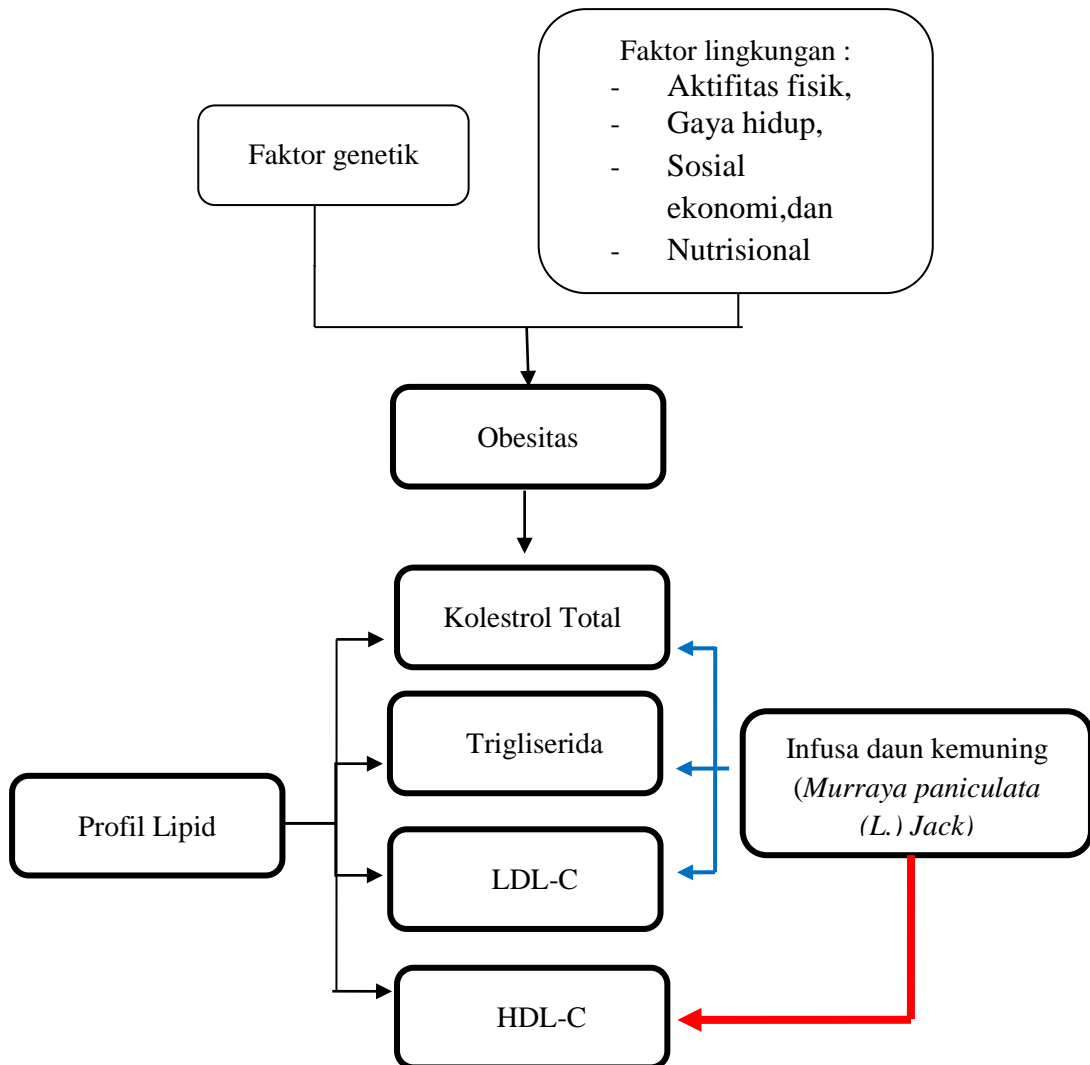 Faktor lingkungan :
- Aktifitas fisik,
- Gaya hidup,
- Sosial
ekonomi,dan
- Nutrisional
Faktor genetik
Obesitas
Kolestrol Total
Trigliserida
Infusa daun kemuning
(Murraya paniculata
(L.) Jack)
Profil Lipid
LDL-C
HDL-C